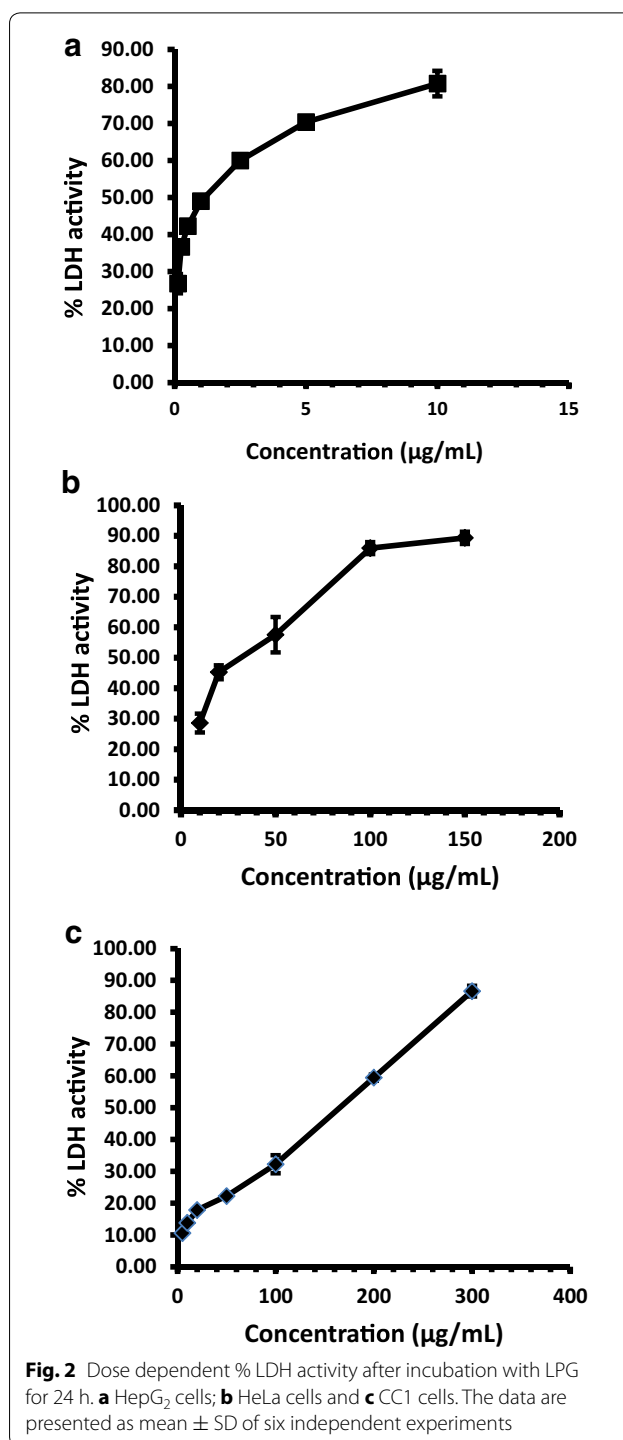 a
90.00
80.00
70.00
60.00
50.00
40.00
30.00
20.00
10.00
0.00
% LDH activity
0 5 10 15
Concentration (µg/mL)
b
100.00
90.00
80.00
70.00
60.00
50.00
40.00
30.00
20.00
10.00
0.00
% LDH activity
0 50 100 150 200
Concentration (µg/mL)
c
100.00
90.00
80.00
70.00
60.00
50.00
40.00
30.00
20.00
10.00
0.00
% LDH activity
0 100 200 300 400
Concentration (µg/mL)
Fig. 2 Dose dependent % LDH activity after incubation with LPG
for 24 h. a HepG₂ cells; b HeLa cells and c CC1 cells. The data are
presented as mean ± SD of six independent experiments